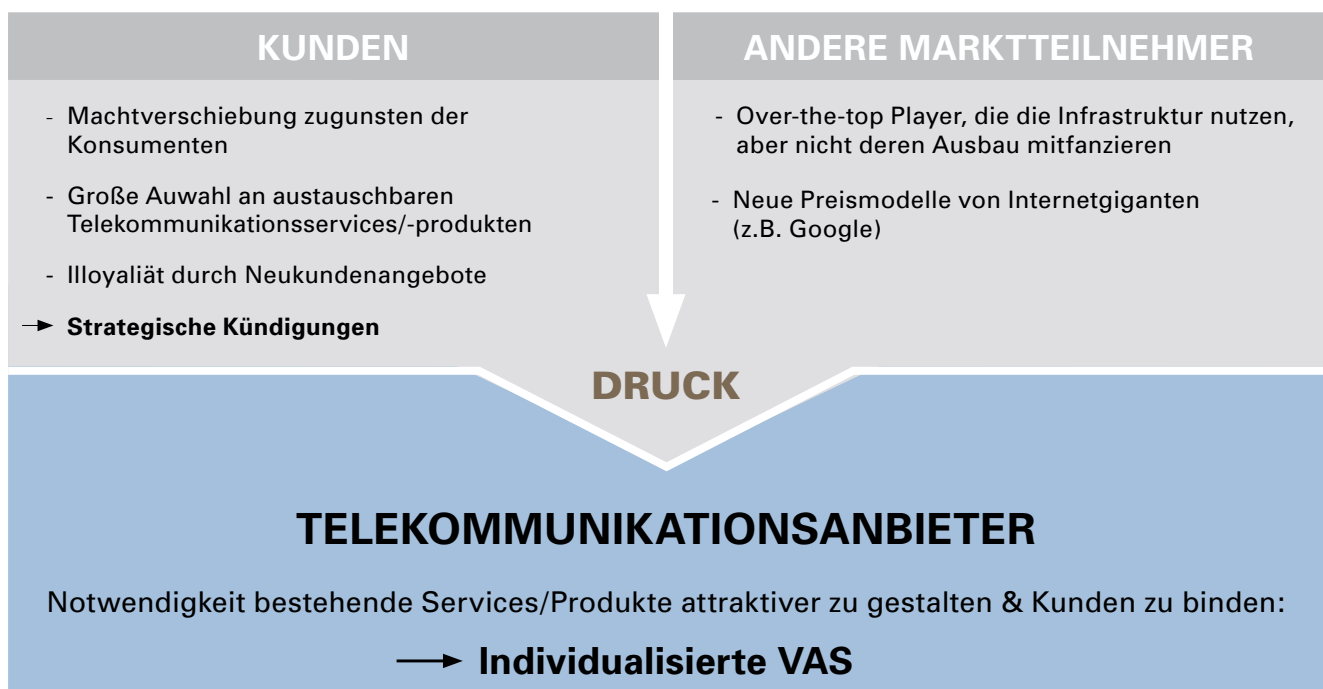 KUNDEN
- Machtverschiebung zugunsten der
Konsumenten
- Große Auwahl an austauschbaren
Telekommunikationsservices/-produkten
- Illoyaliät durch Neukundenangebote
→ Strategische Kündigungen
ANDERE MARKTTEILNEHMER
- Over-the-top Player, die die Infrastruktur nutzen,
aber nicht deren Ausbau mitfanzieren
- Neue Preismodelle von Internetgiganten
(z.B. Google)
DRUCK
TELEKOMMUNIKATIONSANBIETER
Notwendigkeit bestehende Services/Produkte attraktiver zu gestalten & Kunden zu binden:
→ Individualisierte VAS